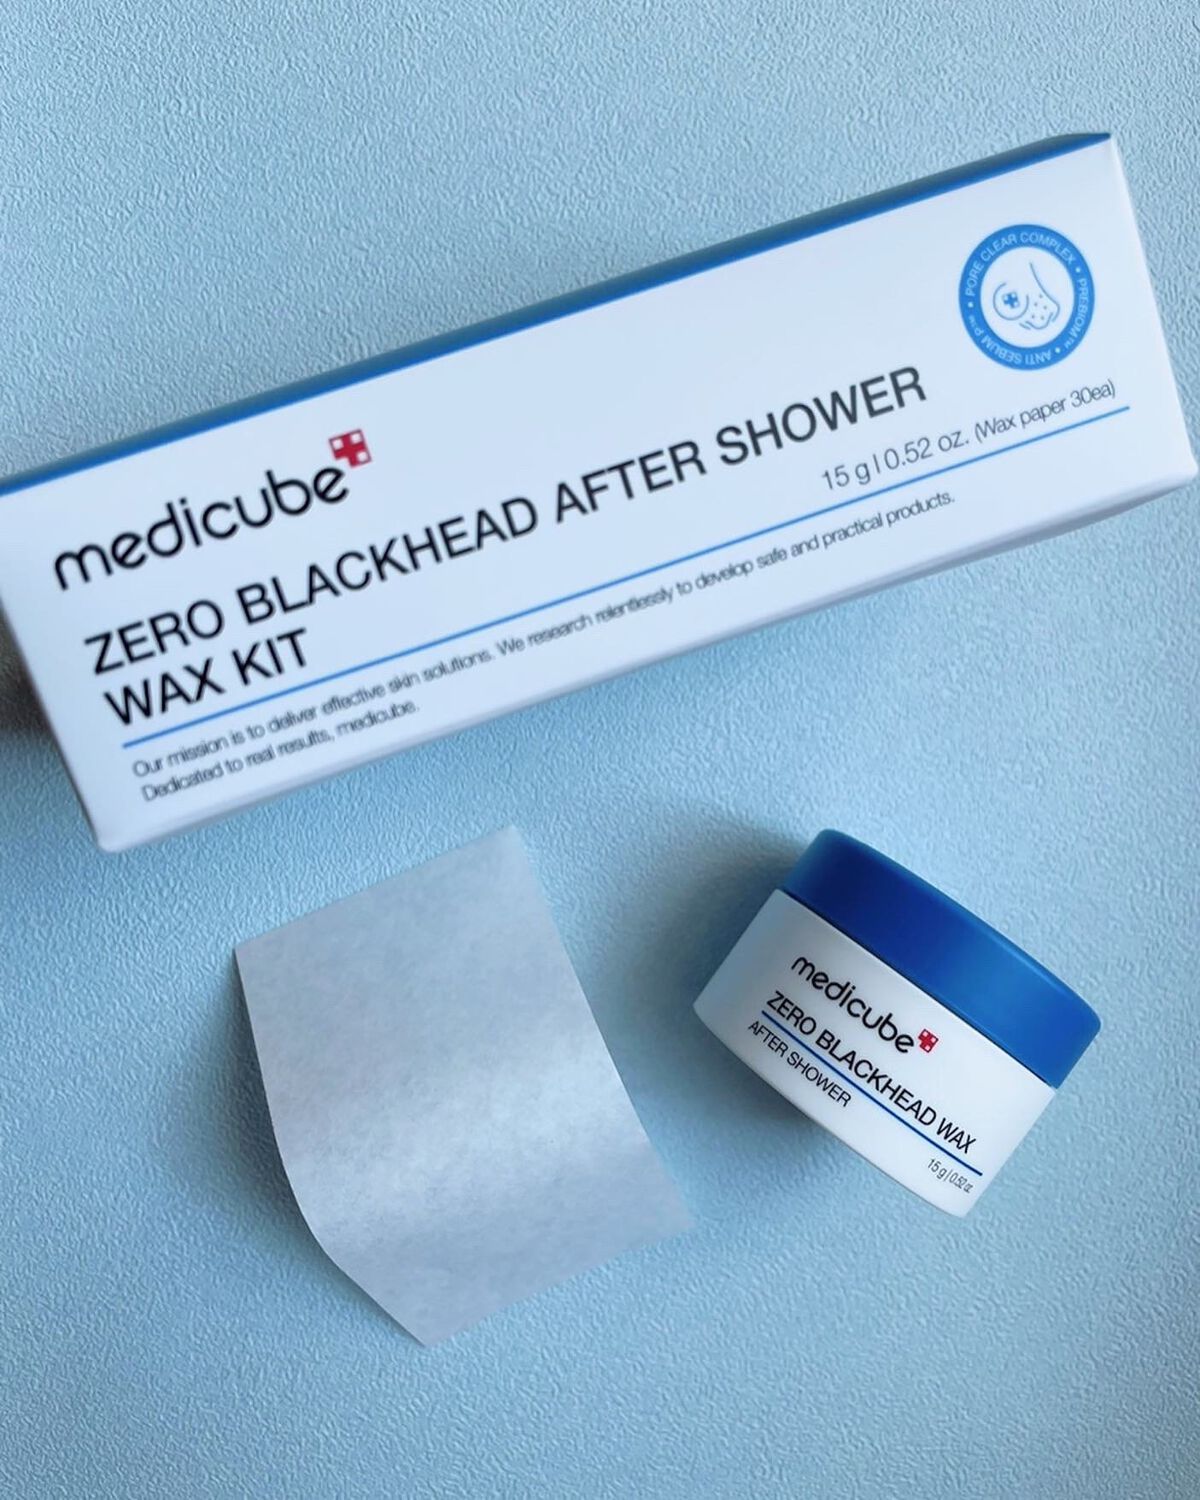 medicube
ZERO BLACKHEAD AFTER SHOWER
WAX KIT
15 g | 0.52 oz. (Wax paper 30ea)
Our mission is to deliver effective skin solutions. We research relentlessly to develop safe and practical products.
Dedicated to real results, medicube.
PORE CLEAR COMPLEX • PREBIOM™ • ANTI SEBUM P™ •
medicube
ZERO BLACKHEAD WAX
AFTER SHOWER
15 g | 0.52 oz.